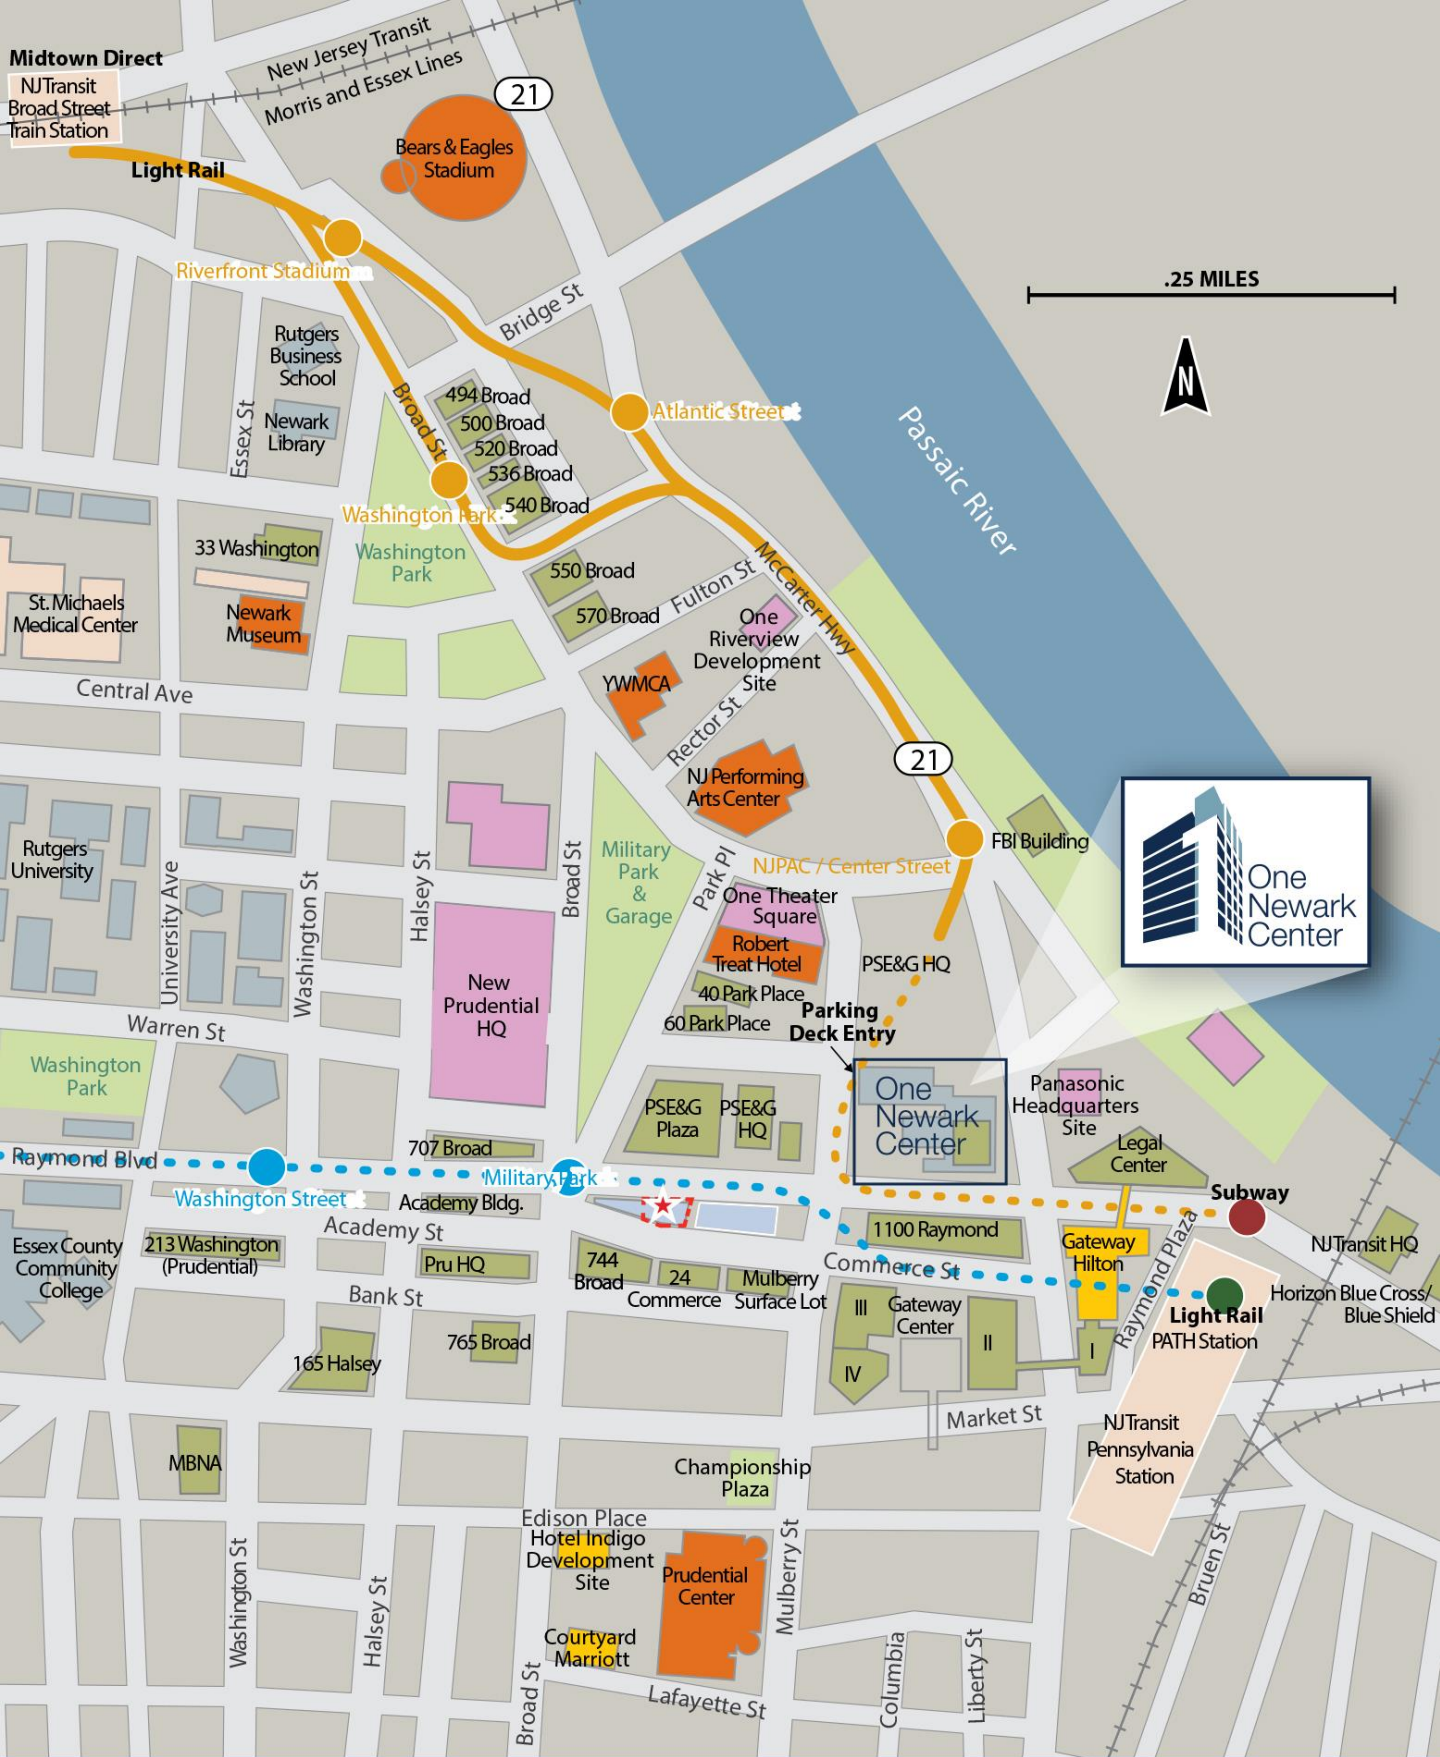 Midtown Direct
NJTransit
Broad Street
Train Station
New Jersey Transit
Morris and Essex Lines
21
Bears & Eagles
Stadium
Light Rail
Riverfront Stadium
Bridge St
.25 MILES
N
Rutgers
Business
School
Newark
Library
Essex St
Broad St
494 Broad
500 Broad
520 Broad
536 Broad
540 Broad
Atlantic Street
Passaic River
Washington Park
Washington
Park
33 Washington
Newark
Museum
St. Michaels
Medical Center
550 Broad
570 Broad
Fulton St
McCarter Hwy
One
Riverview
Development
Site
YWMCA
Rector St
Central Ave
21
NJ Performing
Arts Center
NJPAC / Center Street
FBI Building
One
Newark
Center
Rutgers
University
University Ave
Washington St
Halsey St
Broad St
Military
Park
&
Garage
Park Pl
One Theater
Square
Robert
Treat Hotel
40 Park Place
60 Park Place
PSE&G HQ
Parking
Deck Entry
New
Prudential
HQ
Warren St
Washington
Park
PSE&G
Plaza
PSE&G
HQ
One
Newark
Center
Panasonic
Headquarters
Site
Legal
Center
707 Broad
Raymond Blvd
Military Park
Washington Street
Academy Bldg.
Academy St
Subway
1100 Raymond
Gateway
Hilton
Raymond Plaza
NJTransit HQ
Essex County
Community
College
213 Washington
(Prudential)
Pru HQ
744
Broad
24
Commerce
Mulberry
Surface Lot
Commerce St
Bank St
III
Gateway
Center
II
I
IV
Light Rail
PATH Station
Horizon Blue Cross/
Blue Shield
165 Halsey
765 Broad
Market St
NJTransit
Pennsylvania
Station
MBNA
Championship
Plaza
Edison Place
Hotel Indigo
Development
Site
Prudential
Center
Courtyard
Marriott
Mulberry St
Washington St
Halsey St
Broad St
Lafayette St
Columbia
Liberty St
Bruen St